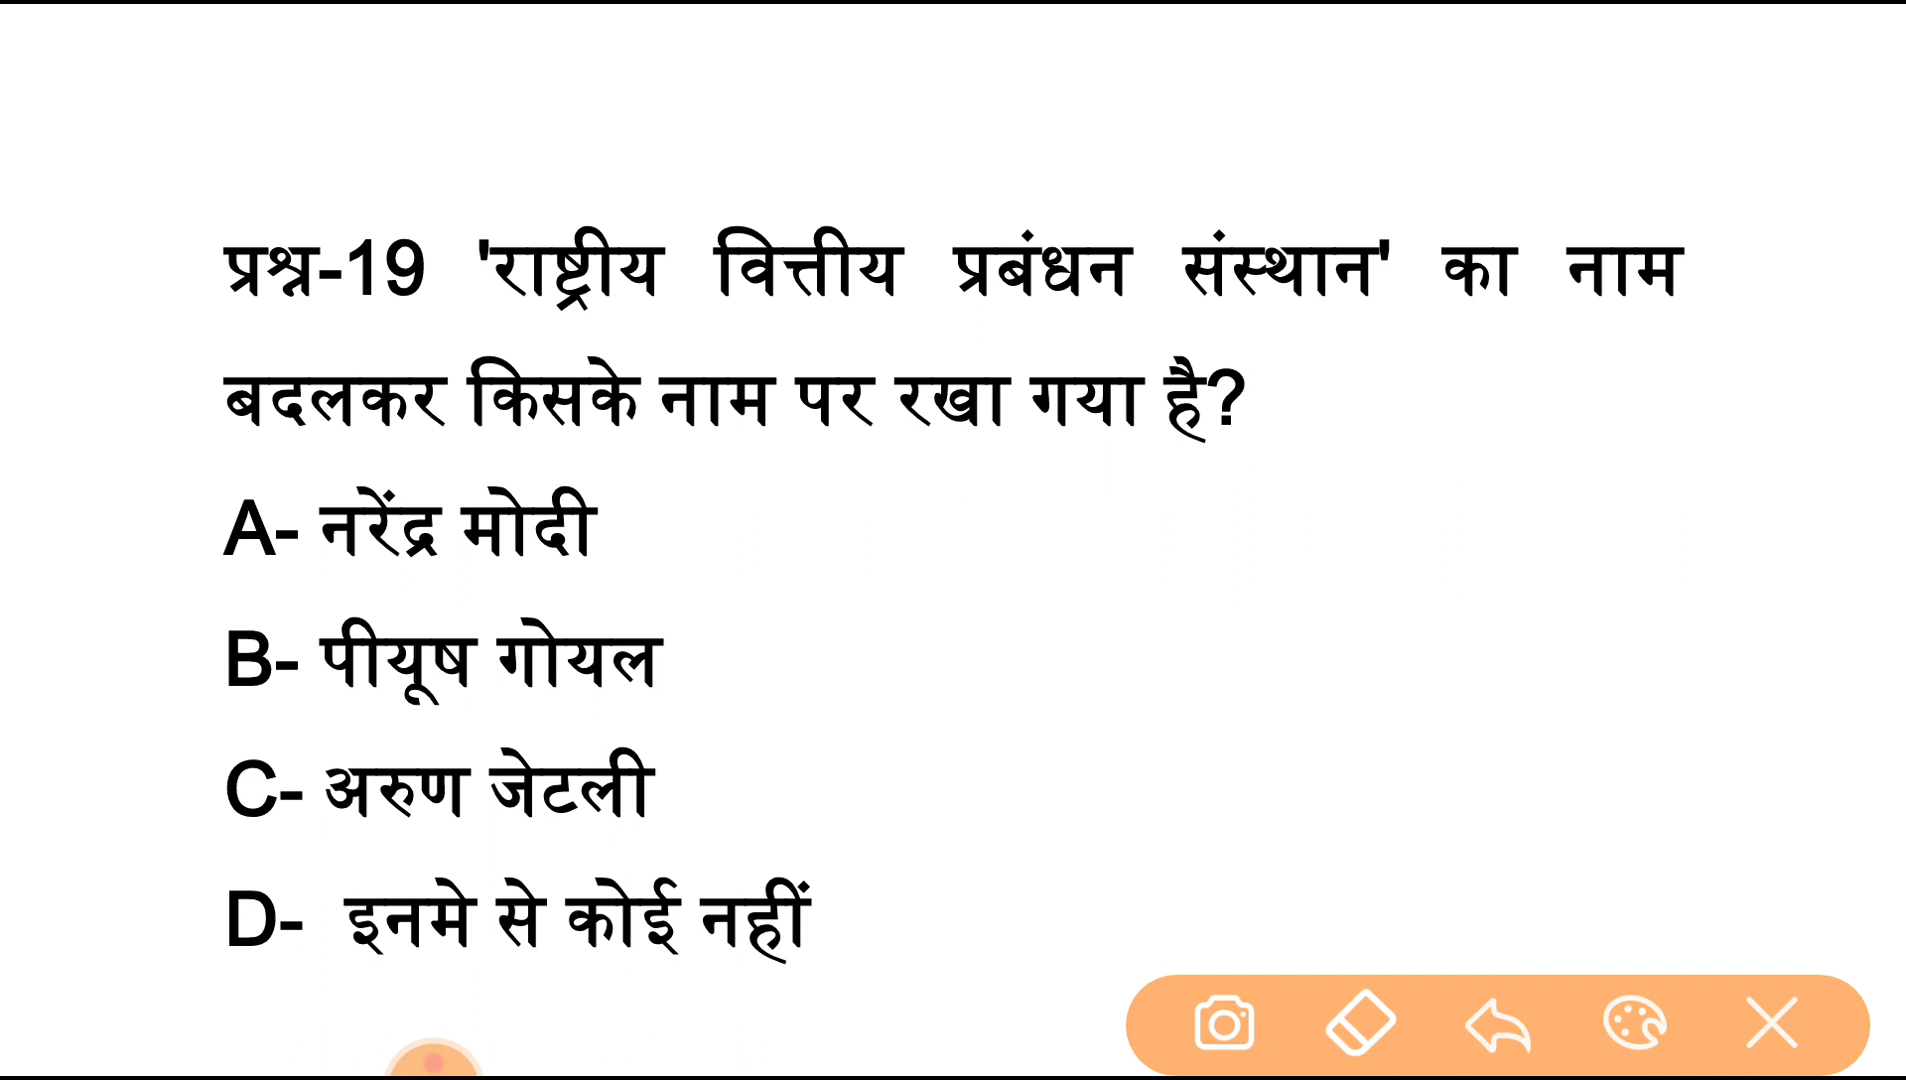 प्रश्न-19 'राष्ट्रीय वित्तीय प्रबंधन संस्थान' का नाम
बदलकर किसके नाम पर रखा गया है?
A- नरेंद्र मोदी
B- पीयूष गोयल
C- अरुण जेटली
D- इनमे से कोई नहीं